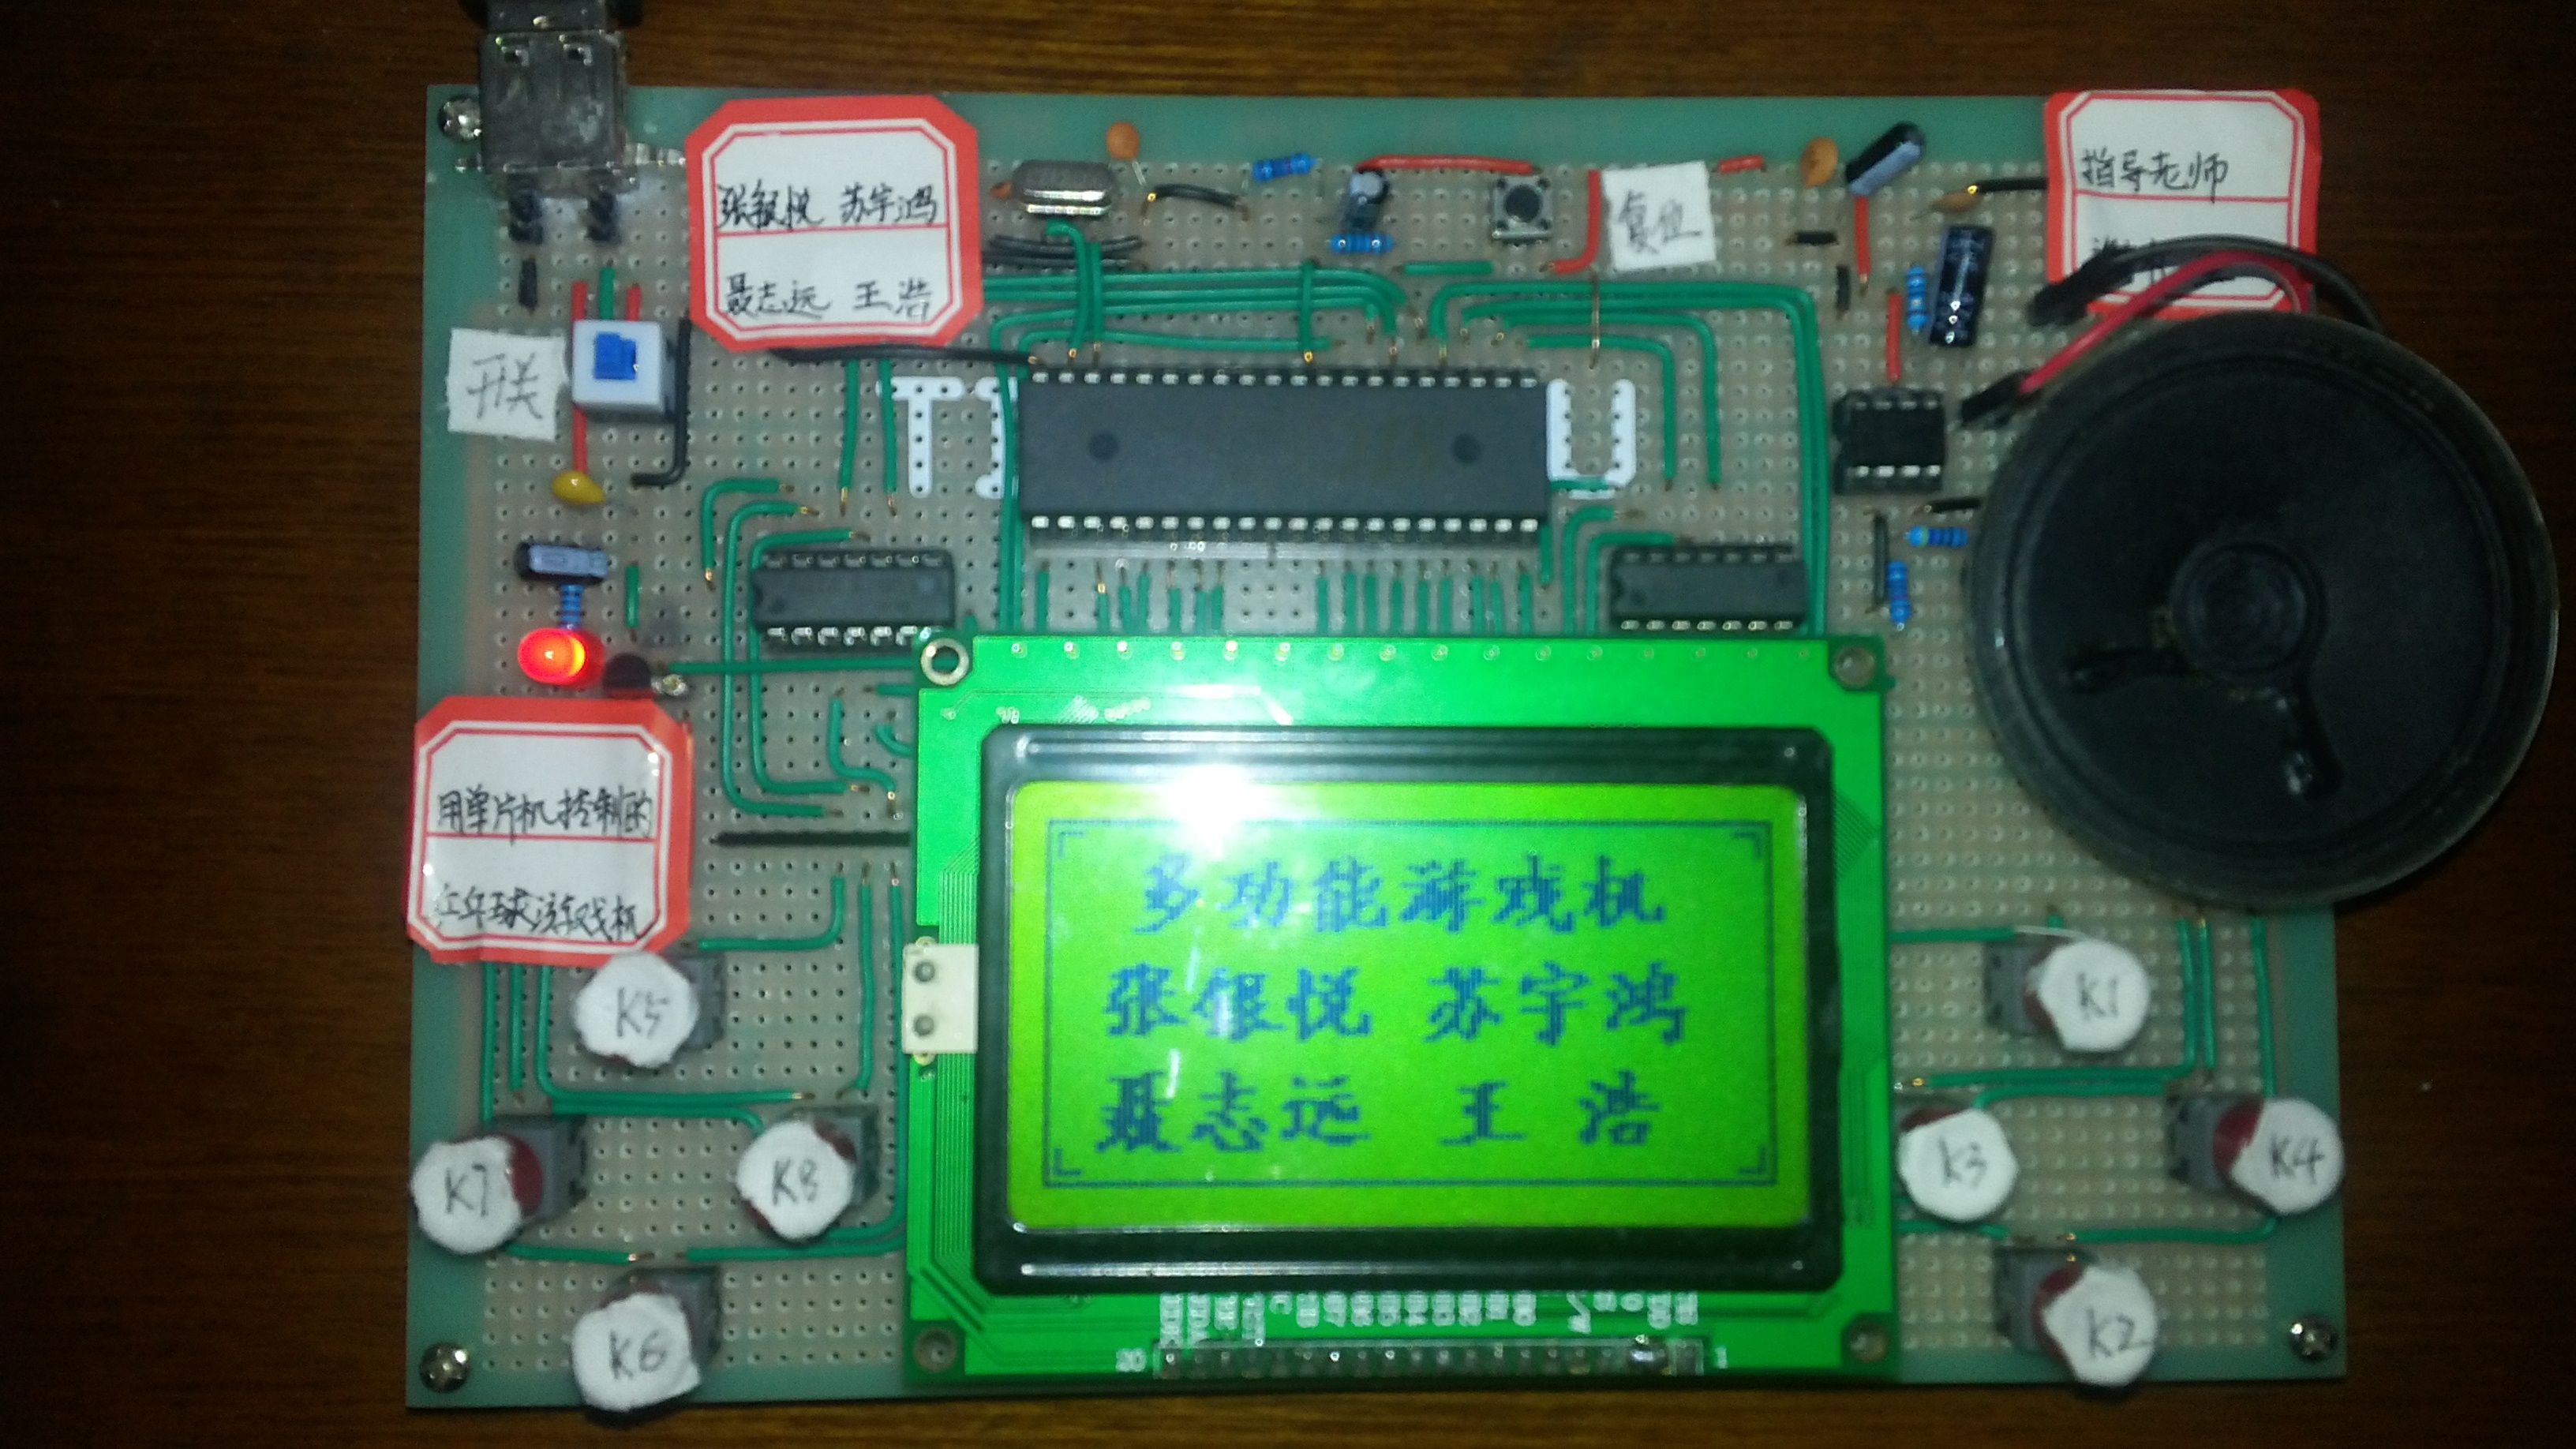 张银悦 苏宇鸿
聂志远 王浩
复位
指导老师
开关
T
U
用单片机控制的
乒乓球游戏机
多功能游戏机
张银悦 苏宇鸿
聂志远 王 浩
K5
K1
K7
K8
K3
K4
K6
K2
20
1